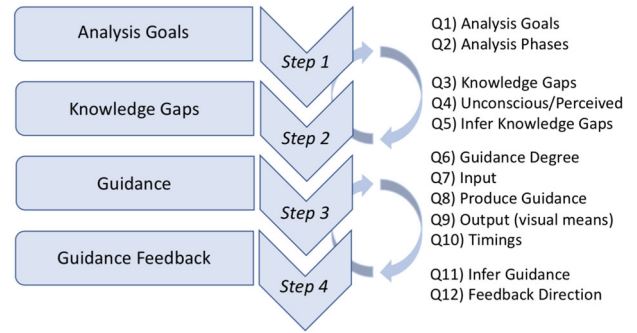 Analysis Goals
Step 1
Q1) Analysis Goals
Q2) Analysis Phases
Knowledge Gaps
Step 2
Q3) Knowledge Gaps
Q4) Unconscious/Perceived
Q5) Infer Knowledge Gaps
Guidance
Step 3
Q6) Guidance Degree
Q7) Input
Q8) Produce Guidance
Q9) Output (visual means)
Q10) Timings
Guidance Feedback
Step 4
Q11) Infer Guidance
Q12) Feedback Direction